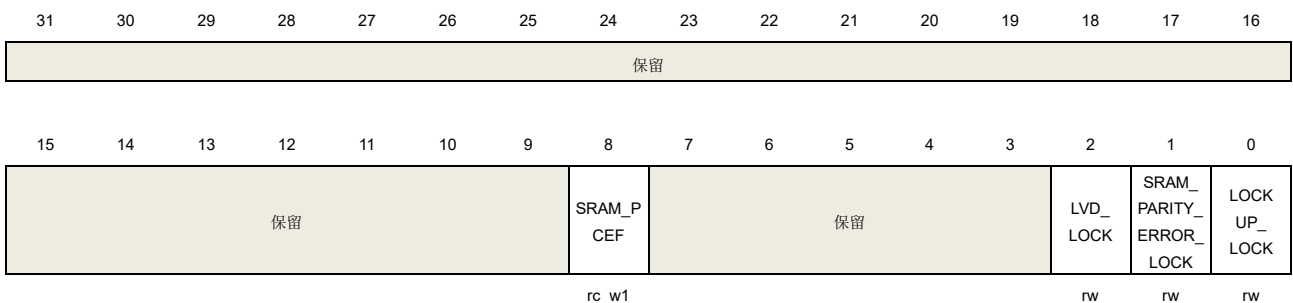 31 30 29 28 27 26 25 24 23 22 21 20 19 18 17 16
保留
15 14 13 12 11 10 9 8 7 6 5 4 3 2 1 0
保留
SRAM_P
CEF
保留
LVD_
LOCK
SRAM_
PARITY_
ERROR_
LOCK
LOCK
UP_
LOCK
rc_w1 rw rw rw